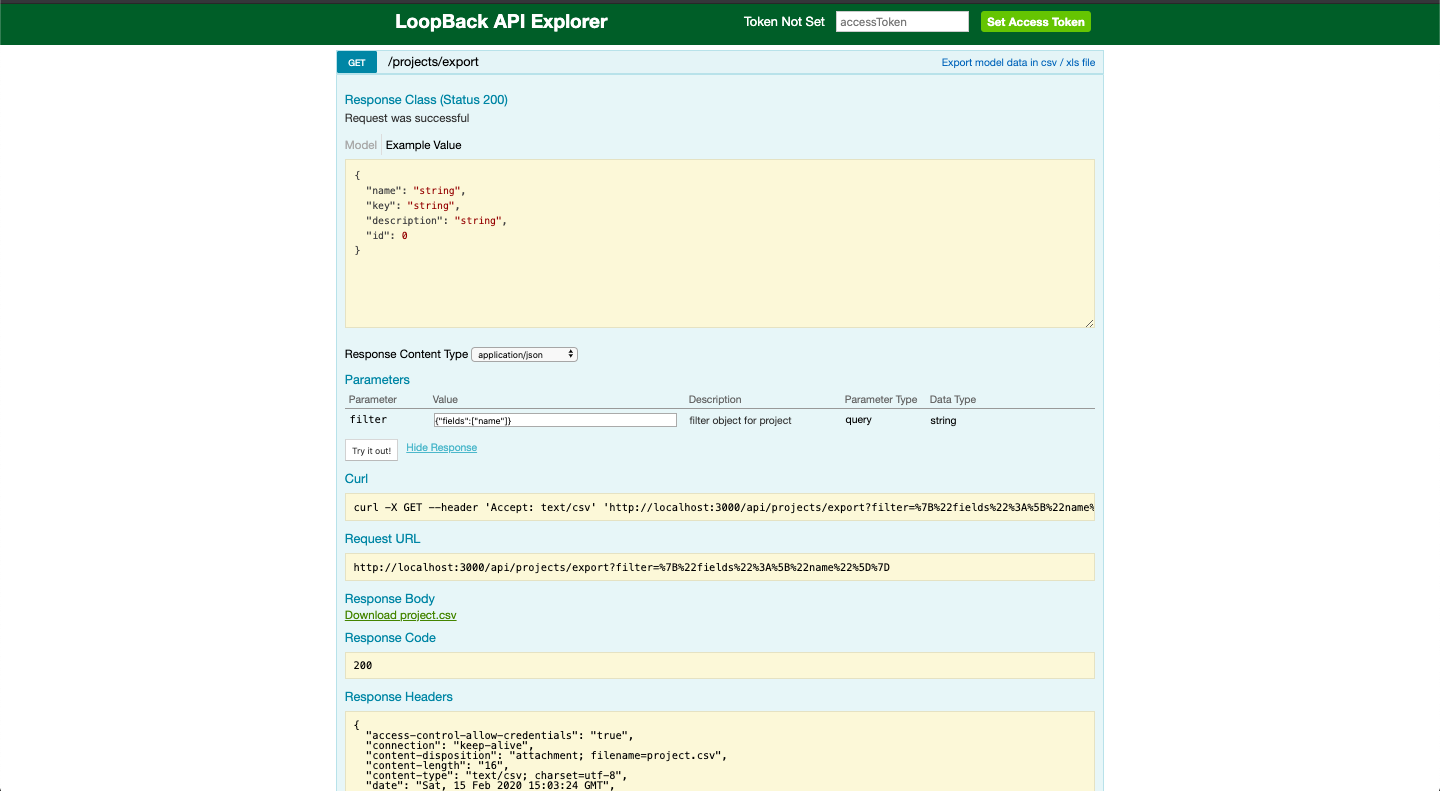 LoopBack API Explorer Token Not Set accessToken Set Access Token
GET /projects/export Export model data in csv / xls file
Response Class (Status 200)
Request was successful
Model Example Value
{
"name": "string",
"key": "string",
"description": "string",
"id": 0
}
Response Content Type application/json
Parameters
Parameter Value Description Parameter Type Data Type
filter {"fields":["name"]} filter object for project query string
Try it out! Hide Response
Curl
curl -X GET --header 'Accept: text/csv' 'http://localhost:3000/api/projects/export?filter=%7B%22fields%22%3A%5B%22name%
Request URL
http://localhost:3000/api/projects/export?filter=%7B%22fields%22%3A%5B%22name%22%5D%7D
Response Body
Download project.csv
Response Code
200
Response Headers
{
"access-control-allow-credentials": "true",
"connection": "keep-alive",
"content-disposition": "attachment; filename=project.csv",
"content-length": "16",
"content-type": "text/csv; charset=utf-8",
"date": "Sat, 15 Feb 2020 15:03:24 GMT",